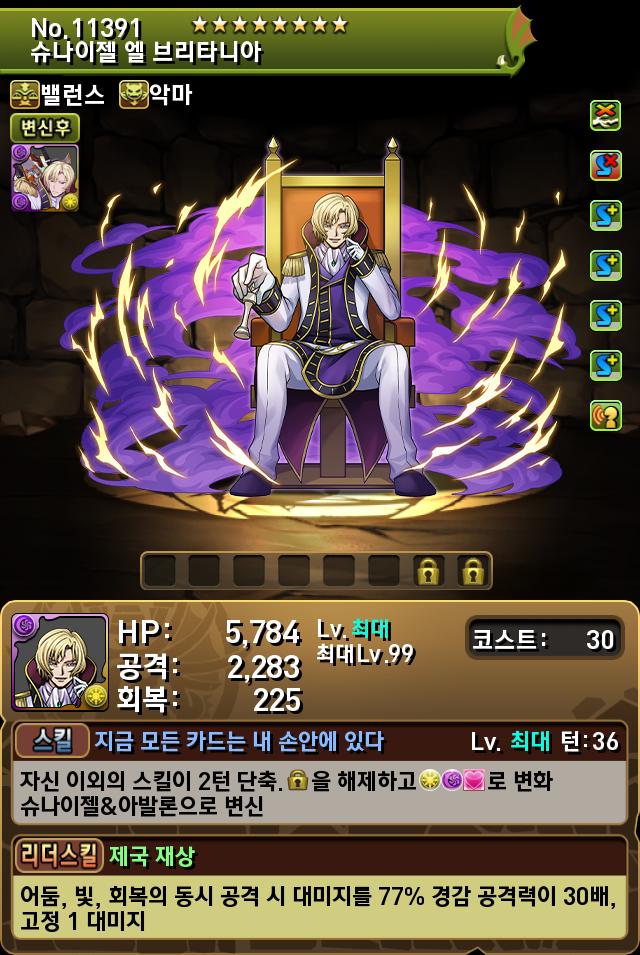 No.11391
슈나이젤 엘 브리타니아
밸런스 악마
변신후
HP: 5,784
공격: 2,283
회복: 225
Lv.최대
최대Lv.99
코스트: 30
스킬 지금 모든 카드는 내 손안에 있다 Lv. 최대 턴:36
자신 이외의 스킬이 2턴 단축. 을 해제하고 로 변화
슈나이젤&아발론으로 변신
리더스킬 제국 재상
어둠, 빛, 회복의 동시 공격 시 대미지를 77% 경감 공격력이 30배,
고정 1 대미지